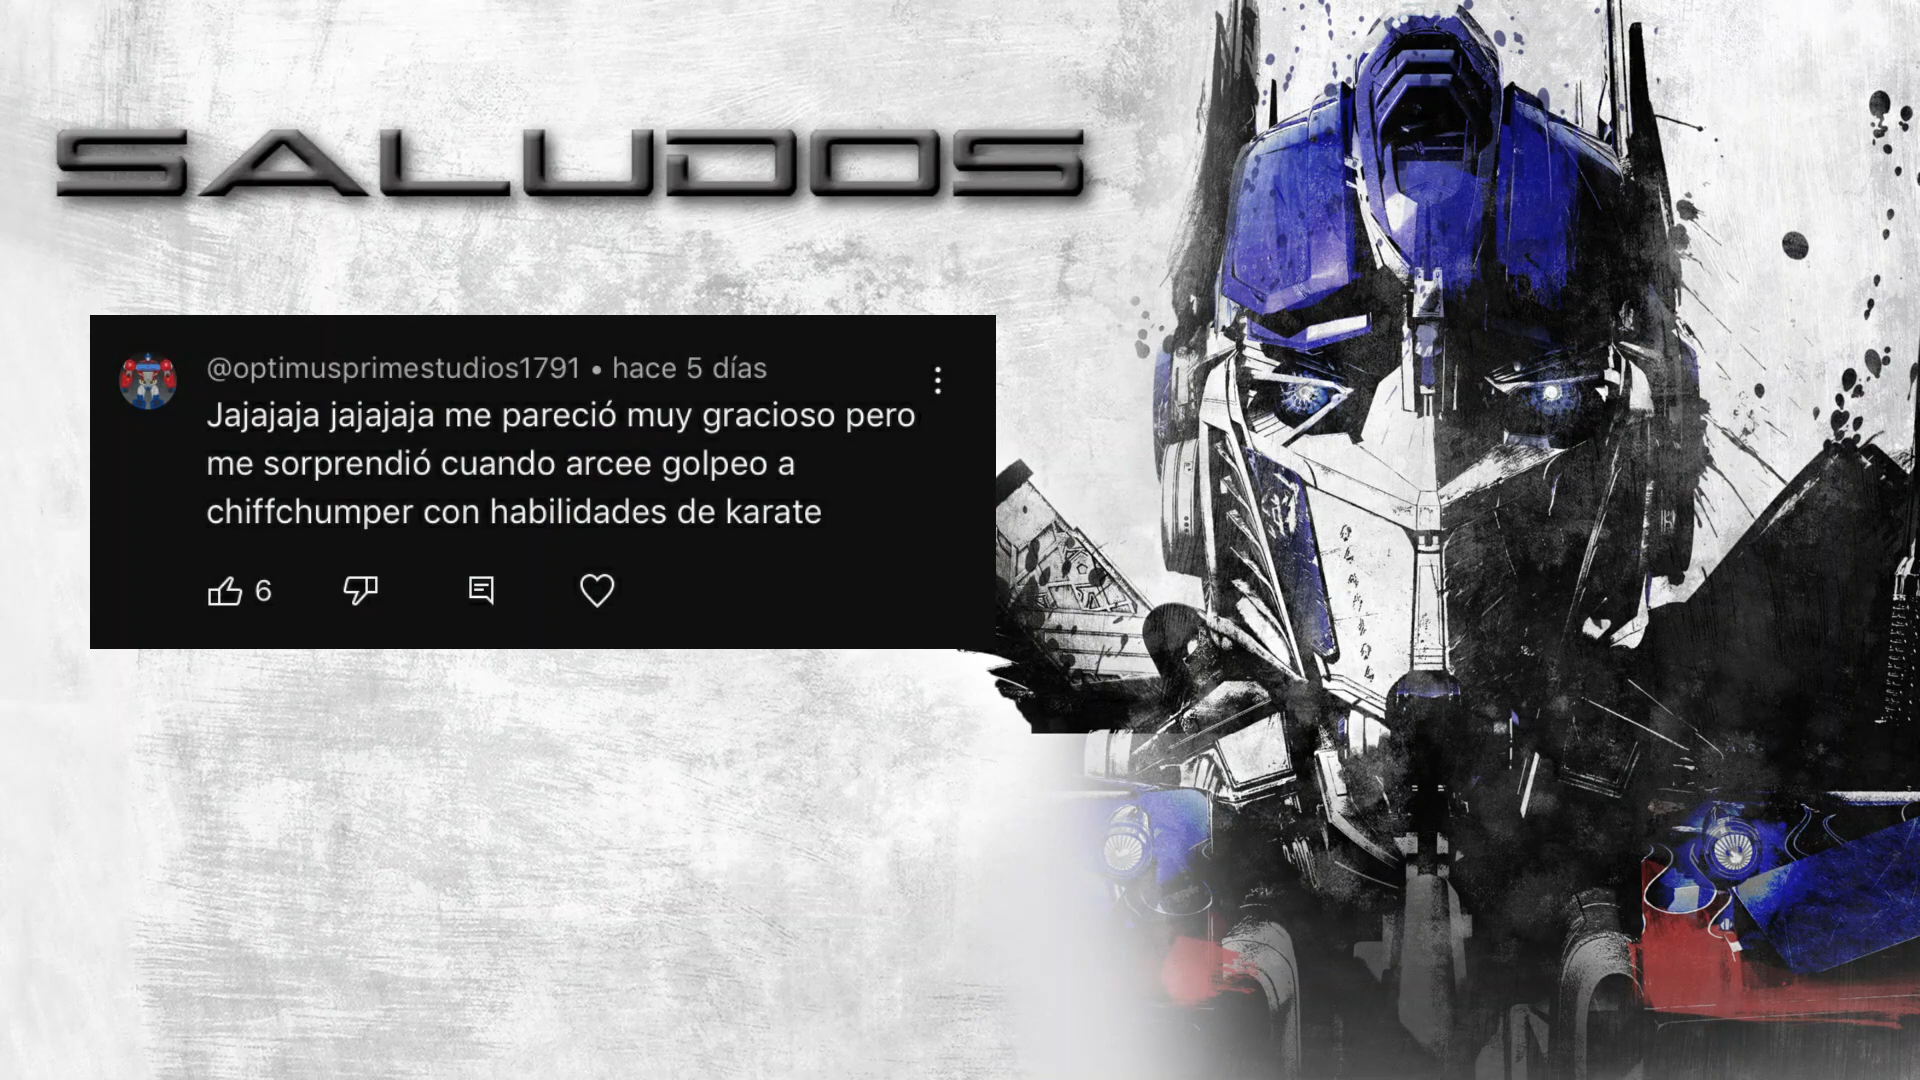 SALUDOS
@optimusprimestudios1791 • hace 5 días
Jajajaja jajajaja me pareció muy gracioso pero
me sorprendió cuando arcee golpeo a
chiffchumper con habilidades de karate
6